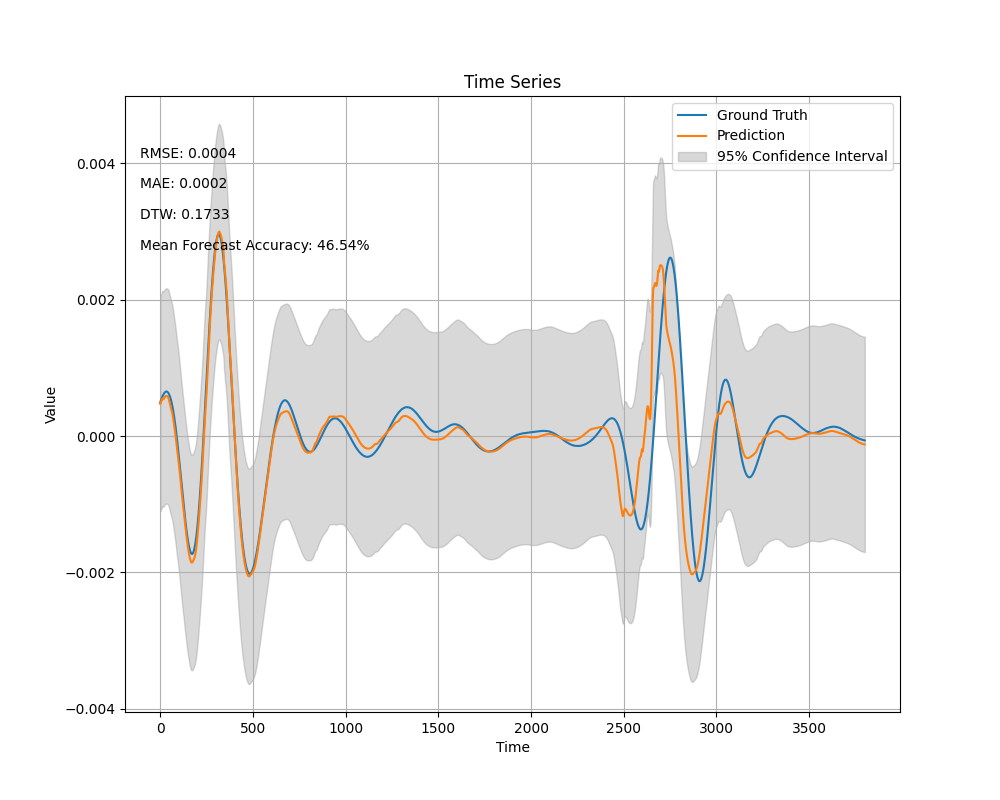 Time Series
Ground Truth
Prediction
95% Confidence Interval
RMSE: 0.0004
MAE: 0.0002
DTW: 0.1733
Mean Forecast Accuracy: 46.54%
Value
0.004
0.002
0.000
−0.002
−0.004
0 500 1000 1500 2000 2500 3000 3500
Time